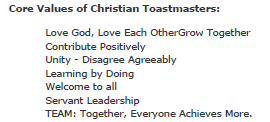 Core Values of Christian Toastmasters:
Love God, Love Each OtherGrow Together
Contribute Positively
Unity - Disagree Agreeably
Learning by Doing
Welcome to all
Servant Leadership
TEAM: Together, Everyone Achieves More.